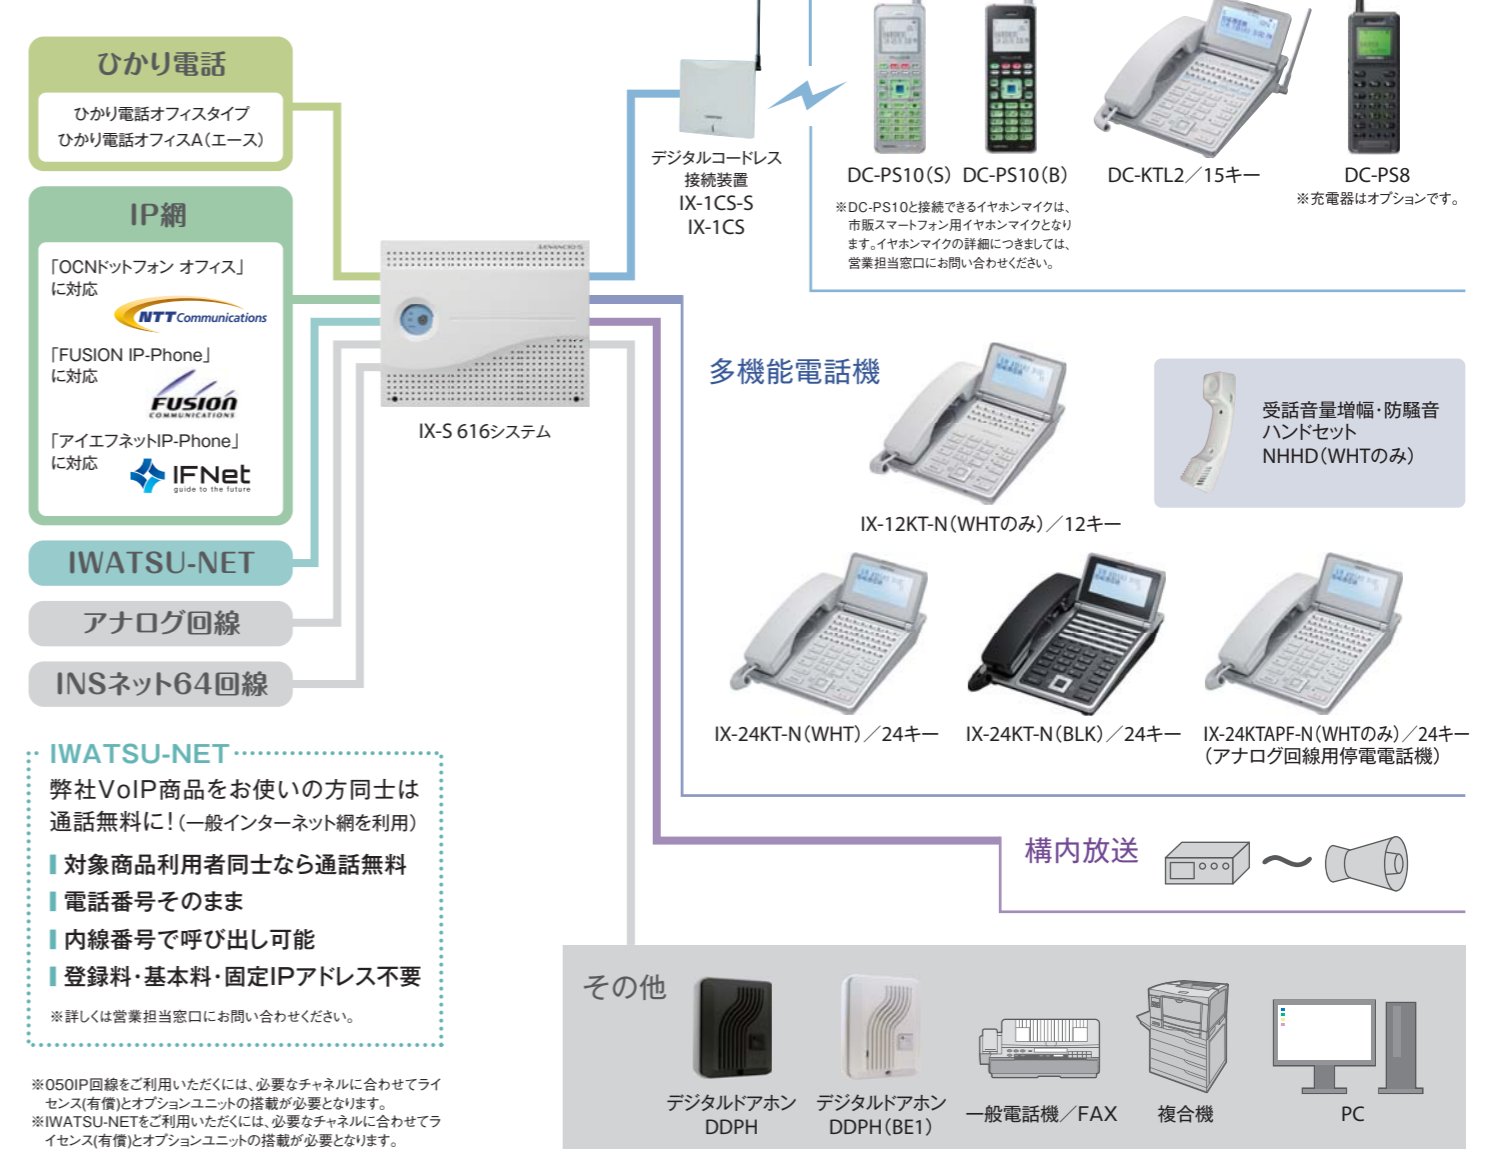 ひかり電話
ひかり電話オフィスタイプ
ひかり電話オフィスA(エース)
IP網
「OCNドットフォン オフィス」
に対応
NTT Communications
「FUSION IP-Phone」
に対応
FUSION
COMMUNICATIONS
「アイエフネットIP-Phone」
に対応
IFNet
guide to the future
IWATSU-NET
アナログ回線
INSネット64回線
IX-S 616システム
デジタルコードレス
接続装置
IX-1CS-S
IX-1CS
DC-PS10(S)
DC-PS10(B)
※DC-PS10と接続できるイヤホンマイクは、
市販スマートフォン用イヤホンマイクとなり
ます。イヤホンマイクの詳細につきましては、
営業担当窓口にお問い合わせください。
DC-KTL2/15キー
DC-PS8
※充電器はオプションです。
多機能電話機
IX-12KT-N(WHTのみ)/12キー
受話音量増幅・防騒音
ハンドセット
NHHD(WHTのみ)
IX-24KT-N(WHT)/24キー
IX-24KT-N(BLK)/24キー
IX-24KTAPF-N(WHTのみ)/24キー
(アナログ回線用停電電話機)
構内放送
その他
デジタルドアホン
DDPH
デジタルドアホン
DDPH(BE1)
一般電話機/FAX
複合機
PC
IWATSU-NET
弊社VoIP商品をお使いの方同士は
通話無料に!(一般インターネット網を利用)
対象商品利用者同士なら通話無料
電話番号そのまま
内線番号で呼び出し可能
登録料・基本料・固定IPアドレス不要
※詳しくは営業担当窓口にお問い合わせください。
※050IP回線をご利用いただくには、必要なチャネルに合わせてライ
センス(有償)とオプションユニットの搭載が必要となります。
※IWATSU-NETをご利用いただくには、必要なチャネルに合わせてラ
イセンス(有償)とオプションユニットの搭載が必要となります。